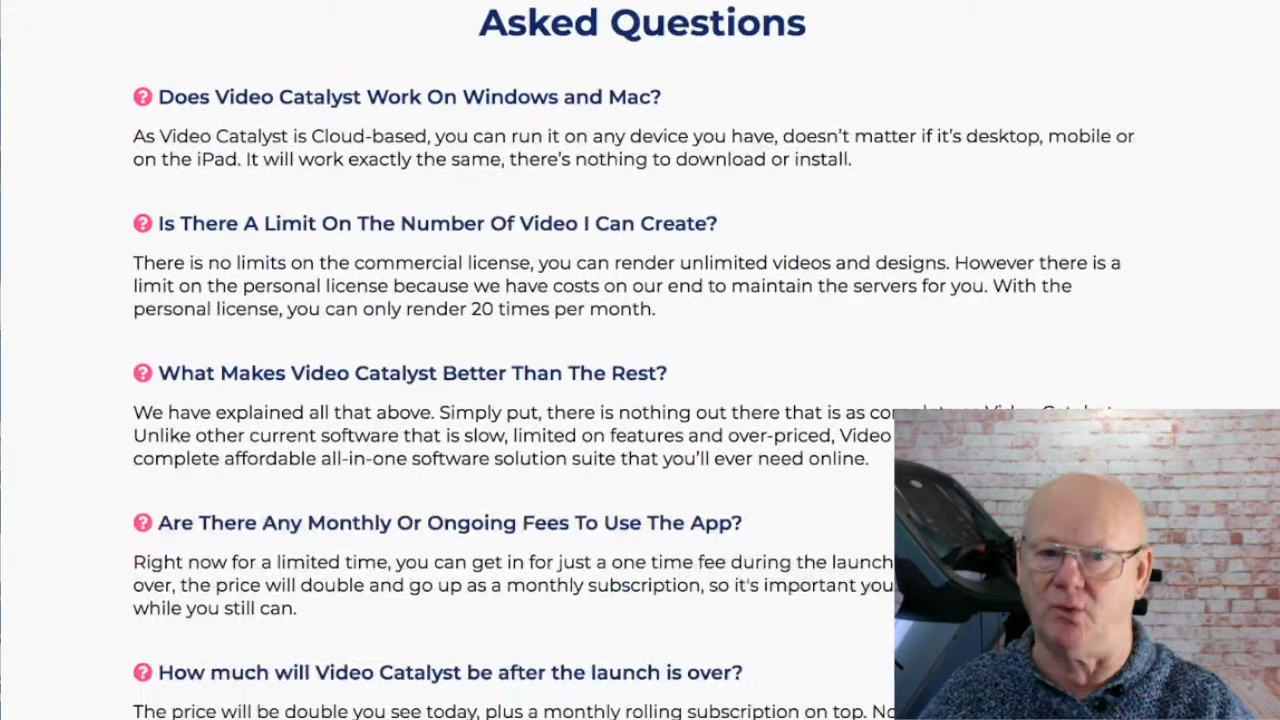 Asked Questions
Does Video Catalyst Work On Windows and Mac?
As Video Catalyst is Cloud-based, you can run it on any device you have, doesn't matter if it's desktop, mobile or
on the iPad. It will work exactly the same, there's nothing to download or install.
Is There A Limit On The Number Of Video I Can Create?
There is no limits on the commercial license, you can render unlimited videos and designs. However there is a
limit on the personal license because we have costs on our end to maintain the servers for you. With the
personal license, you can only render 20 times per month.
What Makes Video Catalyst Better Than The Rest?
We have explained all that above. Simply put, there is nothing out there that is as
Unlike other current software that is slow, limited on features and over-priced, Video
complete affordable all-in-one software solution suite that you'll ever need online.
Are There Any Monthly Or Ongoing Fees To Use The App?
Right now for a limited time, you can get in for just a one time fee during the launch
over, the price will double and go up as a monthly subscription, so it's important you
while you still can.
How much will Video Catalyst be after the launch is over?
The price will be double you see today, plus a monthly rolling subscription on top.